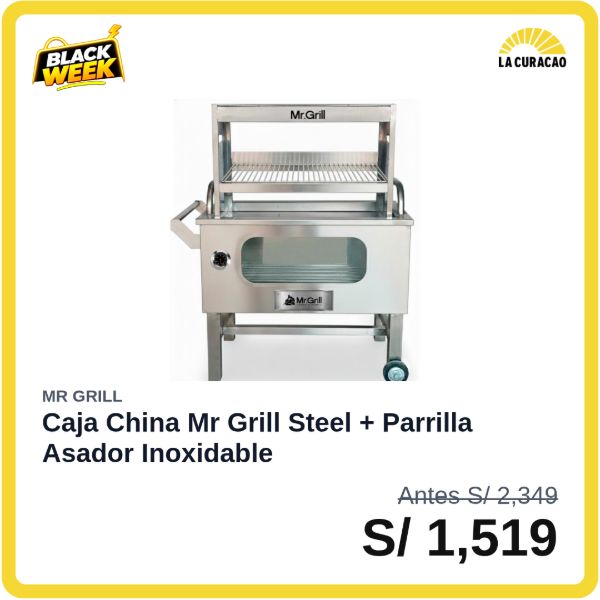 BLACK
WEEK
LA CURACAO
Mr.Grill
Mr.Grill
MR GRILL
Caja China Mr Grill Steel + Parrilla
Asador Inoxidable
Antes S/ 2,349
S/ 1,519